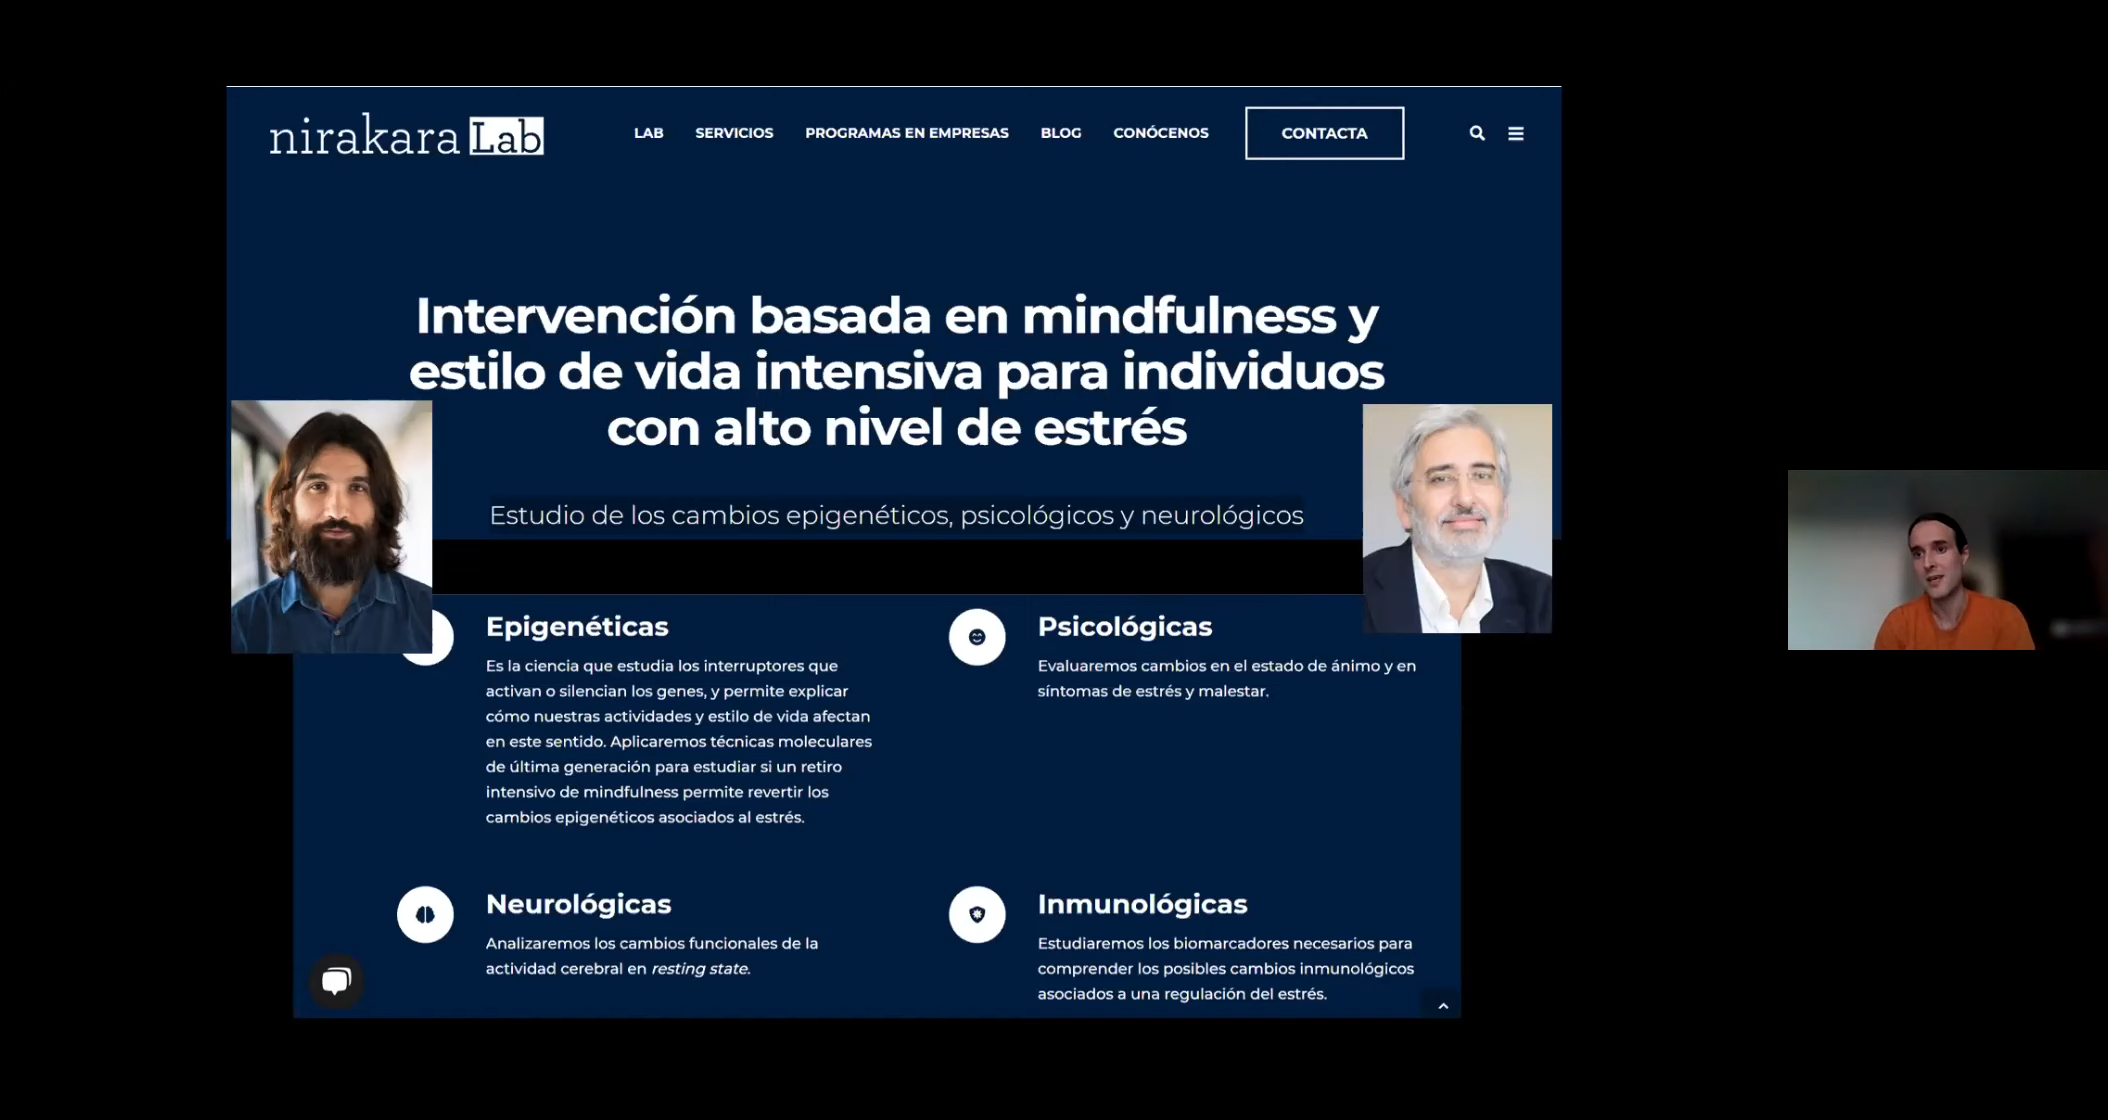 nirakara Lab
LAB
SERVICIOS
PROGRAMAS EN EMPRESAS
BLOG
CONÓCENOS
CONTACTA
Intervención basada en mindfulness y
estilo de vida intensiva para individuos
con alto nivel de estrés
Estudio de los cambios epigenéticos, psicológicos y neurológicos
Epigenéticas
Es la ciencia que estudia los interruptores que
activan o silencian los genes, y permite explicar
cómo nuestras actividades y estilo de vida afectan
en este sentido. Aplicaremos técnicas moleculares
de última generación para estudiar si un retiro
intensivo de mindfulness permite revertir los
cambios epigenéticos asociados al estrés.
Psicológicas
Evaluaremos cambios en el estado de ánimo y en
síntomas de estrés y malestar.
Neurológicas
Analizaremos los cambios funcionales de la
actividad cerebral en resting state.
Inmunológicas
Estudiaremos los biomarcadores necesarios para
comprender los posibles cambios inmunológicos
asociados a una regulación del estrés.